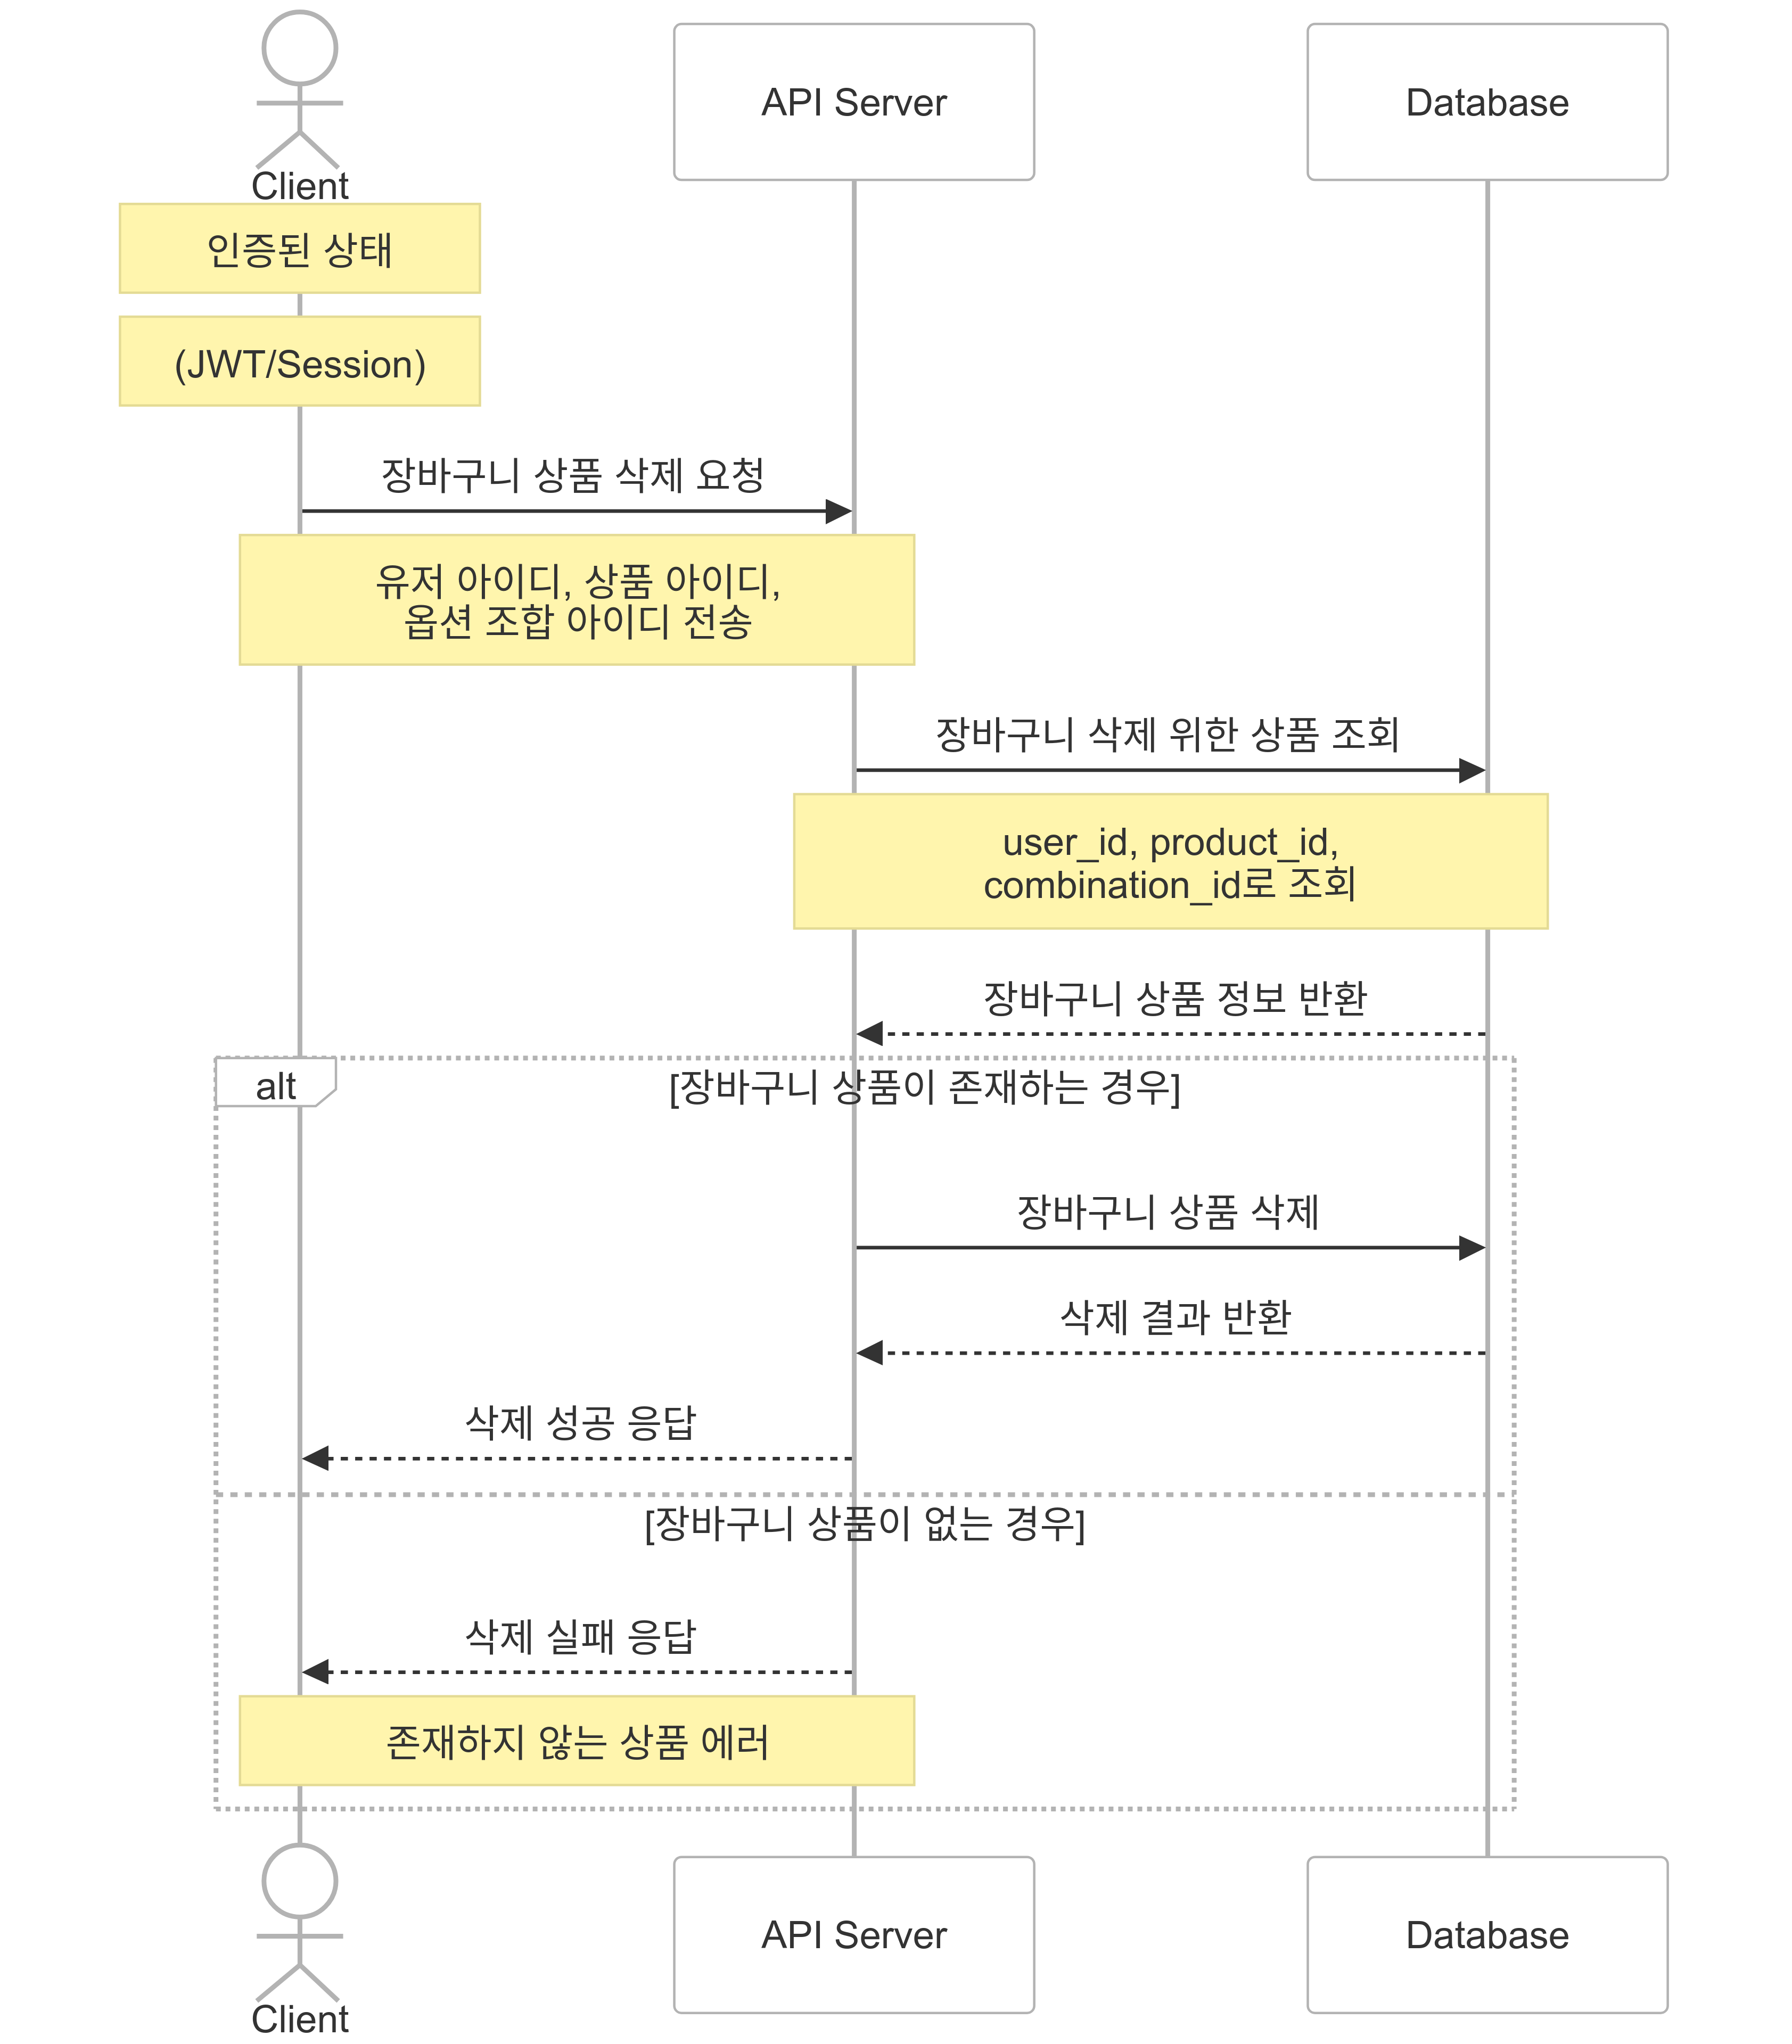 Client
API Server
Database
인증된 상태
(JWT/Session)
장바구니 상품 삭제 요청
유저 아이디, 상품 아이디,
옵션 조합 아이디 전송
장바구니 삭제 위한 상품 조회
user_id, product_id,
combination_id로 조회
장바구니 상품 정보 반환
alt
[장바구니 상품이 존재하는 경우]
장바구니 상품 삭제
삭제 결과 반환
삭제 성공 응답
[장바구니 상품이 없는 경우]
삭제 실패 응답
존재하지 않는 상품 에러
Client
API Server
Database